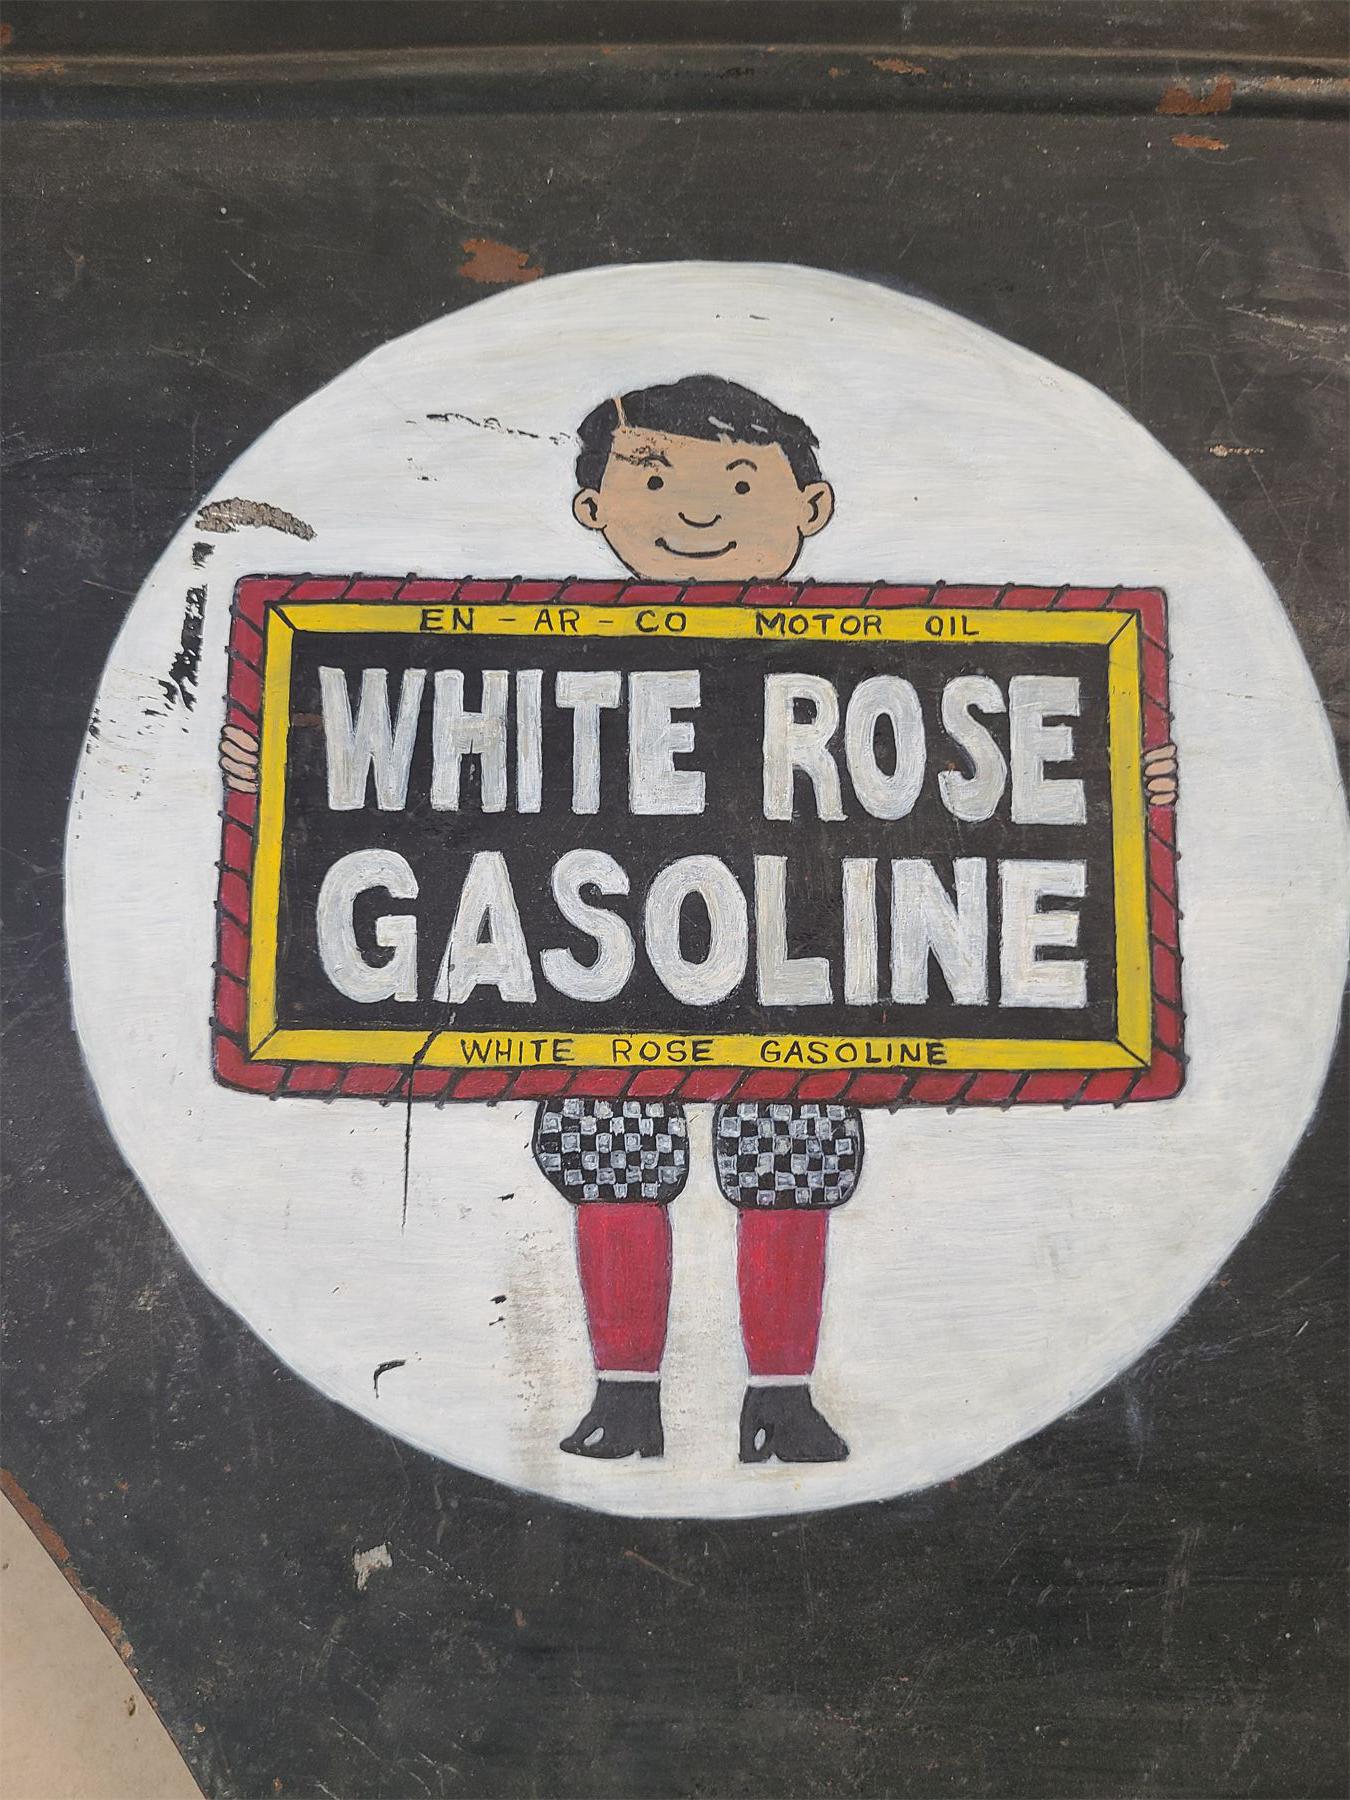 EN-AR-CO MOTOR OIL
WHITE ROSE
GASOLINE
WHITE ROSE GASOLINE